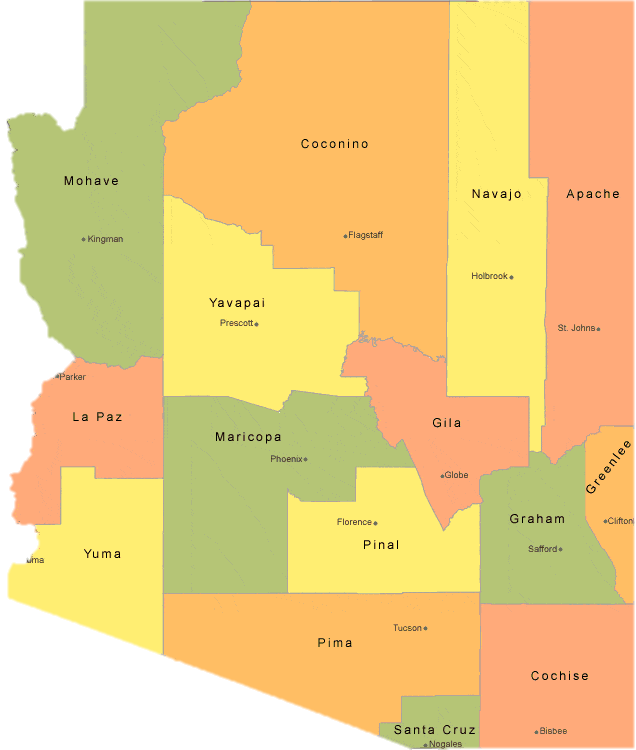 Coconino
Mohave
Navajo
Apache
Flagstaff
Kingman
Holbrook
Yavapai
Prescott
St. Johns
Parker
La Paz
Gila
Maricopa
Phoenix
Greenlee
Globe
Graham
Florence
Clifton
Pinal
Safford
Yuma
uma
Tucson
Pima
Cochise
Santa Cruz
Bisbee
Nogales